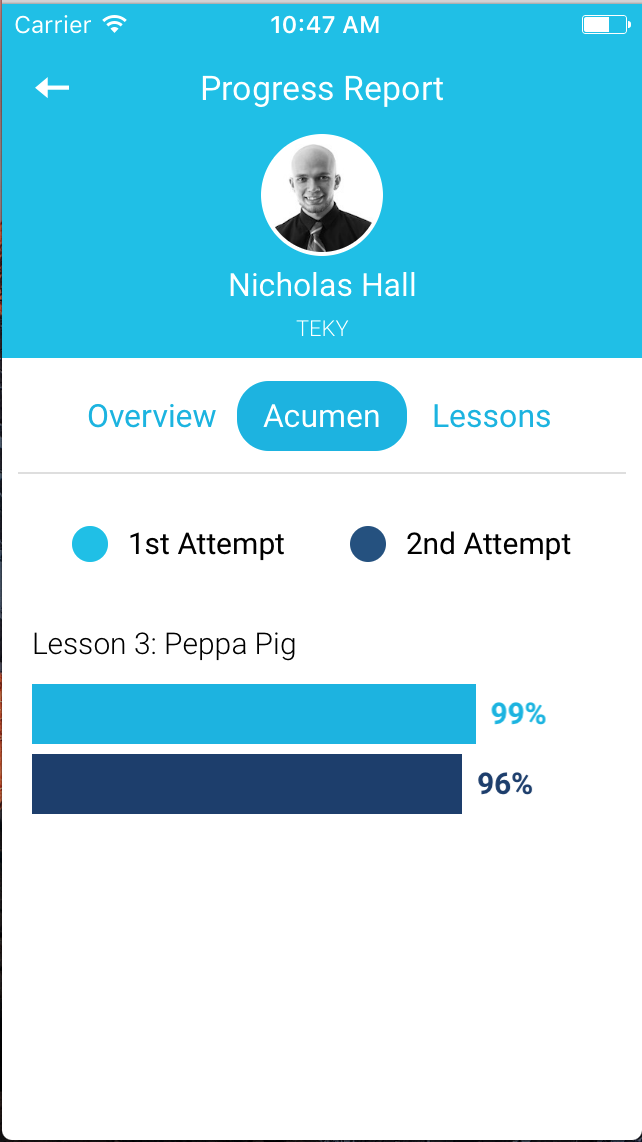 Carrier 10:47 AM
Progress Report
Nicholas Hall
TEKY
Overview Acumen Lessons
1st Attempt 2nd Attempt
Lesson 3: Peppa Pig
99%
96%